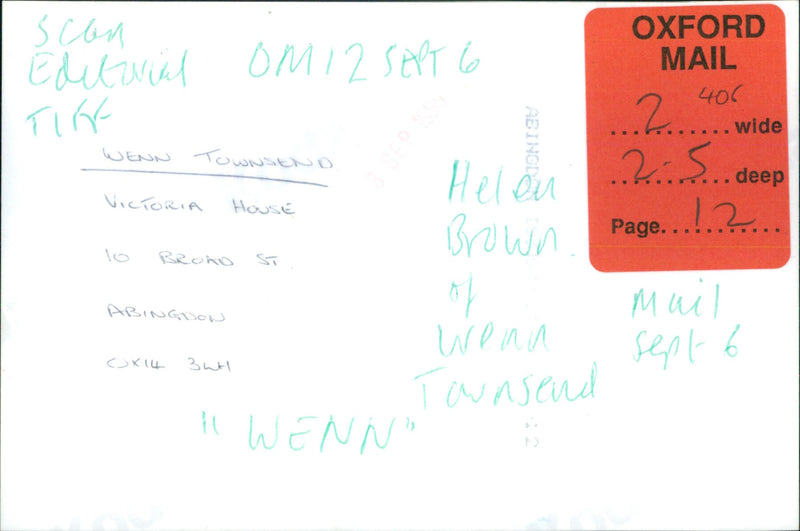 Scan
Editorial
TIFF
OM12 SEPT 6
WENN TOWNSEND
VICTORIA HOUSE
10 BROAD ST.
ABINGDON
OX14 3LH
"WENN"
Helen
Brown
of
Wenn
Townsend
Mail
Sept 6
OXFORD
MAIL
2 406 wide
2-5 deep
Page 12
SEP